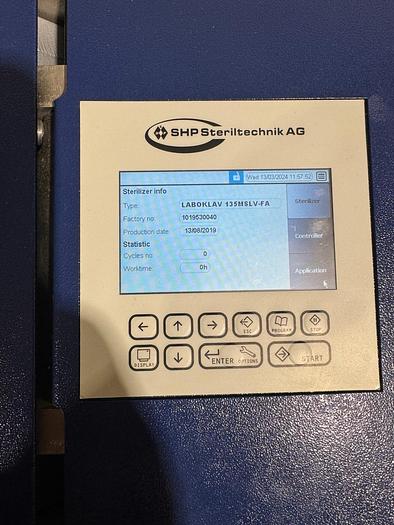 SHP Steriltechnik AG
Wed 13/03/2024 11:57:52
Sterilizer info
Type: LABOKLAV 135MSLV-FA
Factory no: 1019530040
Production date: 13/08/2019
Statistic
Cycles no 0
Worktime: 0h
Sterilizer
Controller
Application
ESC
PROGRAM
STOP
DISPLAY
ENTER
OPTIONS
START